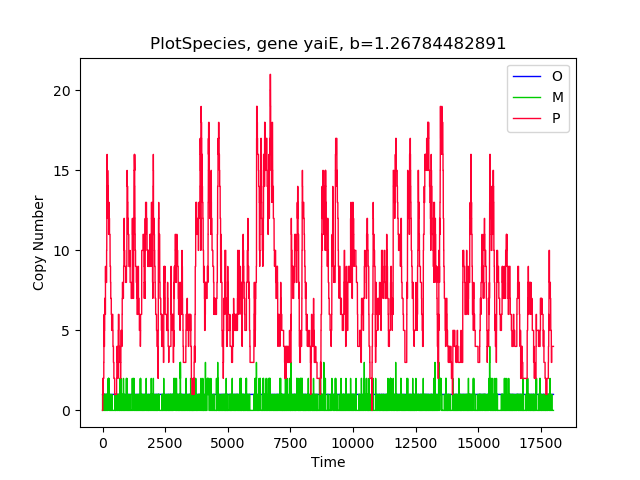 PlotSpecies, gene yaiE, b=1.26784482891
O
M
P
20
15
10
5
0
Copy Number
0 2500 5000 7500 10000 12500 15000 17500
Time